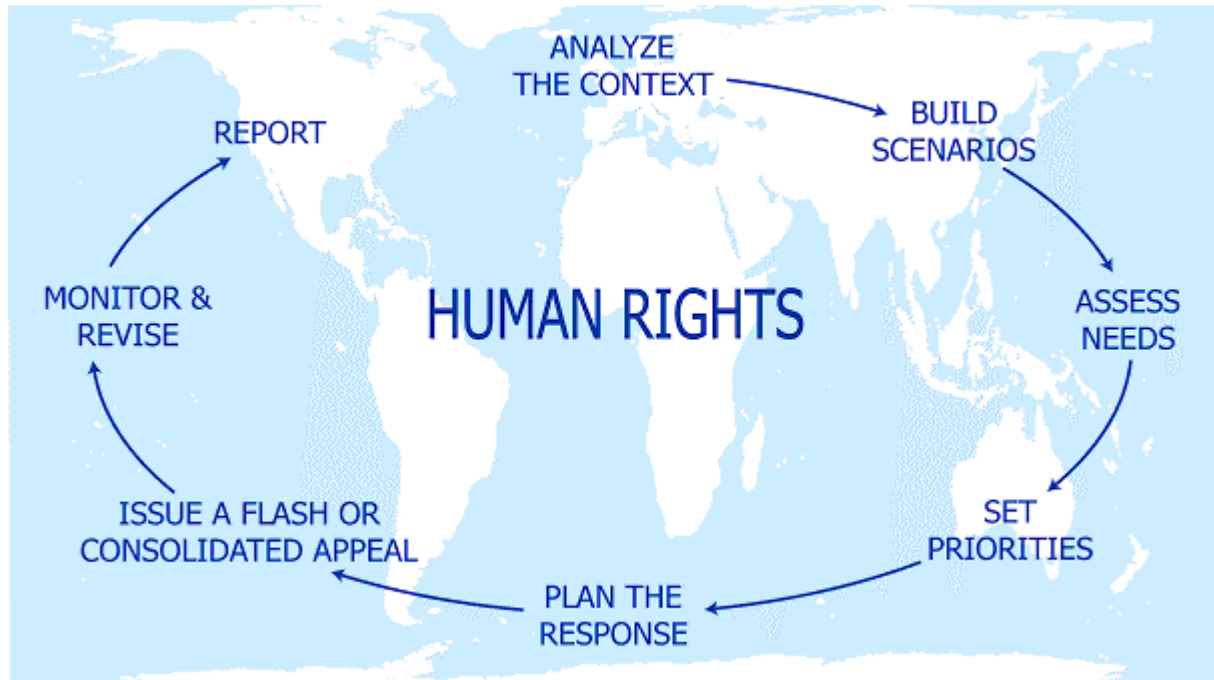 ANALYZE
THE CONTEXT
BUILD
SCENARIOS
ASSESS
NEEDS
SET
PRIORITIES
PLAN THE
RESPONSE
ISSUE A FLASH OR
CONSOLIDATED APPEAL
MONITOR &
REVISE
REPORT
HUMAN RIGHTS